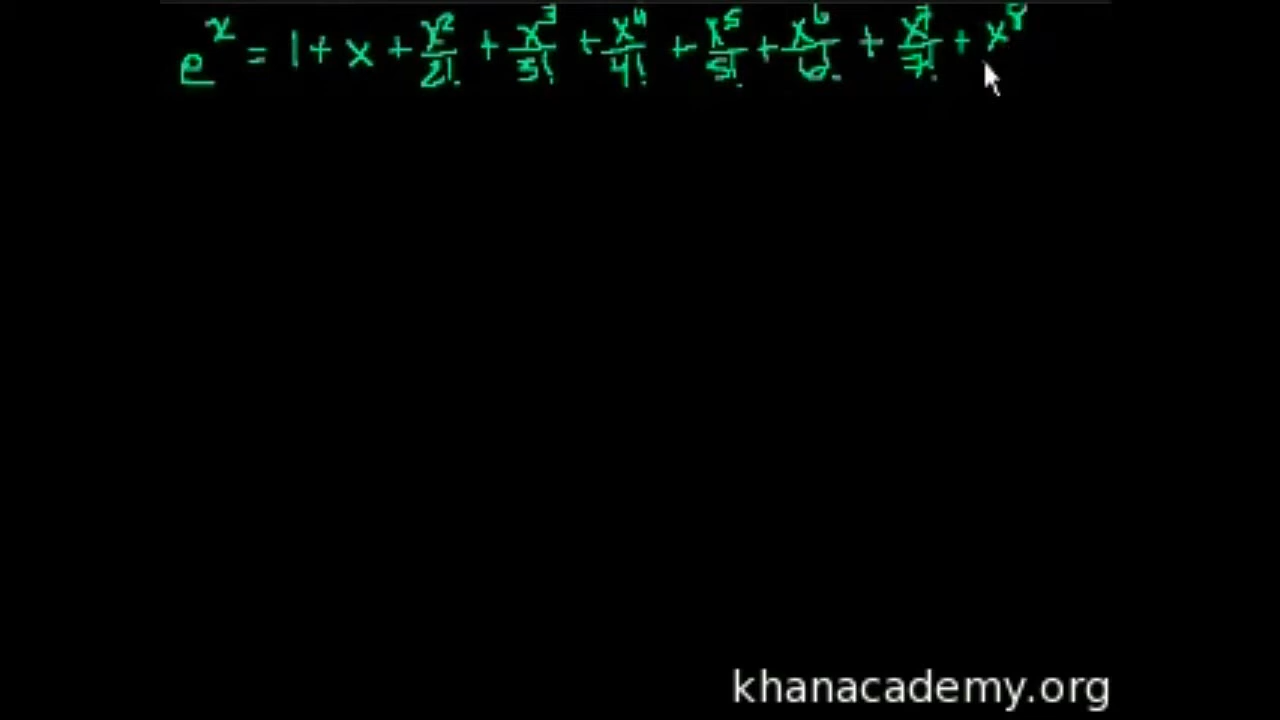 e^x = 1 + x + x^2/2! + x^3/3! + x^4/4! + x^5/5! + x^6/6! + x^7/7! + x^8
khanacademy.org